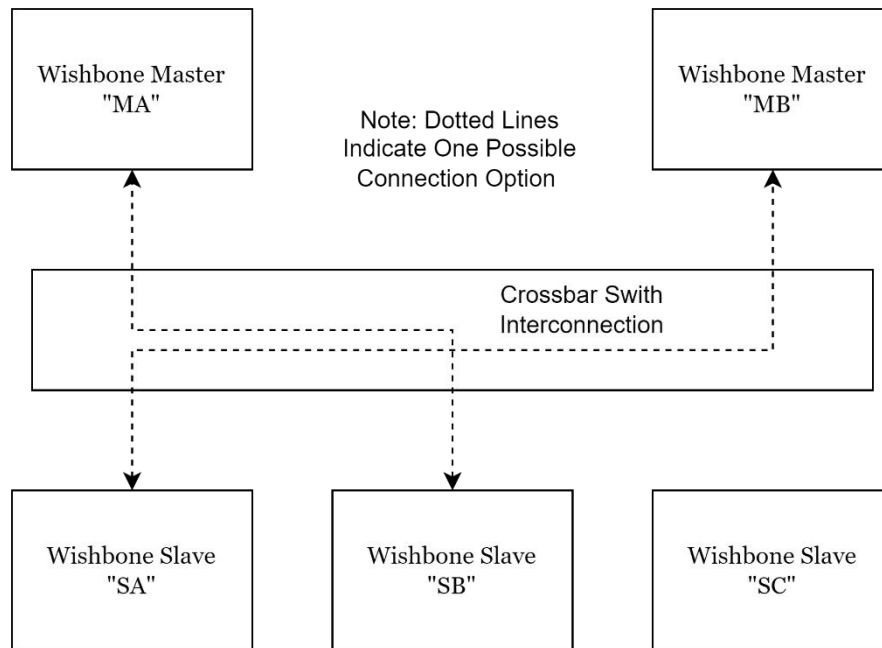 Wishbone Master
"MA"
Wishbone Master
"MB"
Note: Dotted Lines
Indicate One Possible
Connection Option
Crossbar Swith
Interconnection
Wishbone Slave
"SA"
Wishbone Slave
"SB"
Wishbone Slave
"SC"